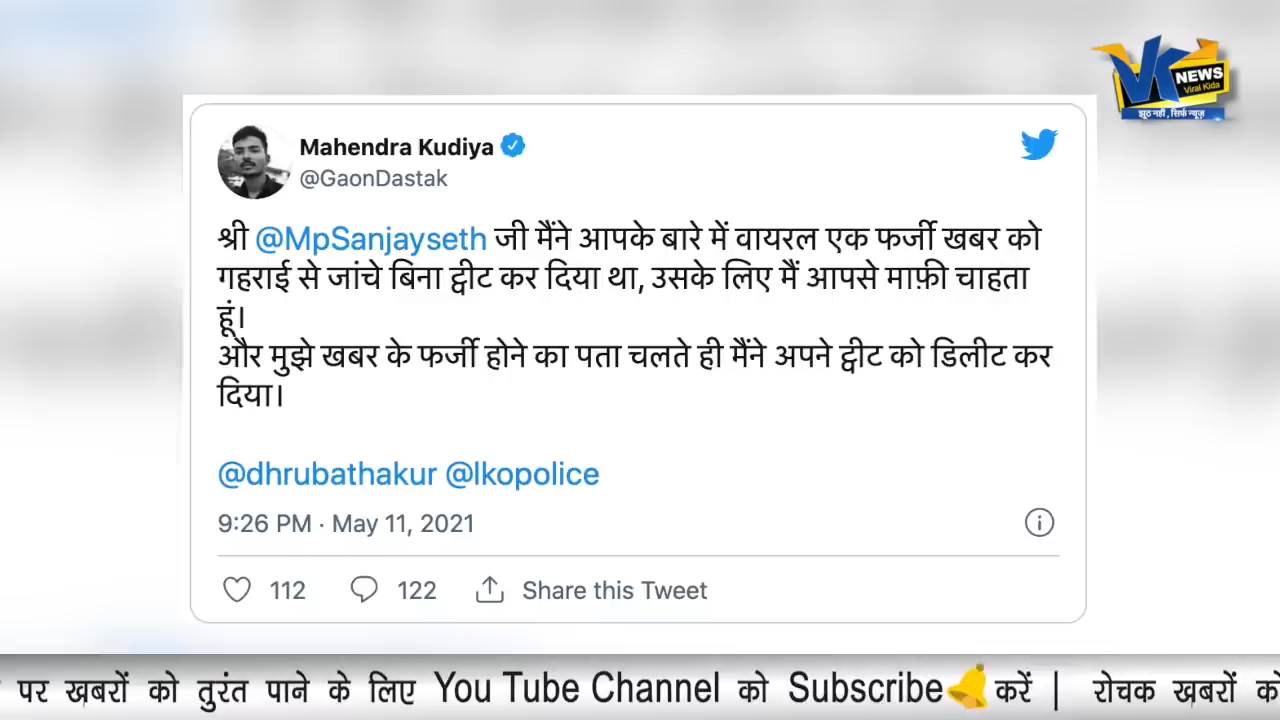 VK NEWS
Viral Kida
झूठ नहीं, सिर्फ न्यूज़
Mahendra Kudiya
@GaonDastak
श्री @MpSanjayseth जी मैंने आपके बारे में वायरल एक फर्जी खबर को
गहराई से जांचे बिना ट्वीट कर दिया था, उसके लिए मैं आपसे माफ़ी चाहता
हूं।
और मुझे खबर के फर्जी होने का पता चलते ही मैंने अपने ट्वीट को डिलीट कर
दिया।
@dhrubathakur @lkopolice
9:26 PM · May 11, 2021
112 122 Share this Tweet
पर ख़बरों को तुरंत पाने के लिए You Tube Channel को Subscribe करें | रोचक ख़बरों को